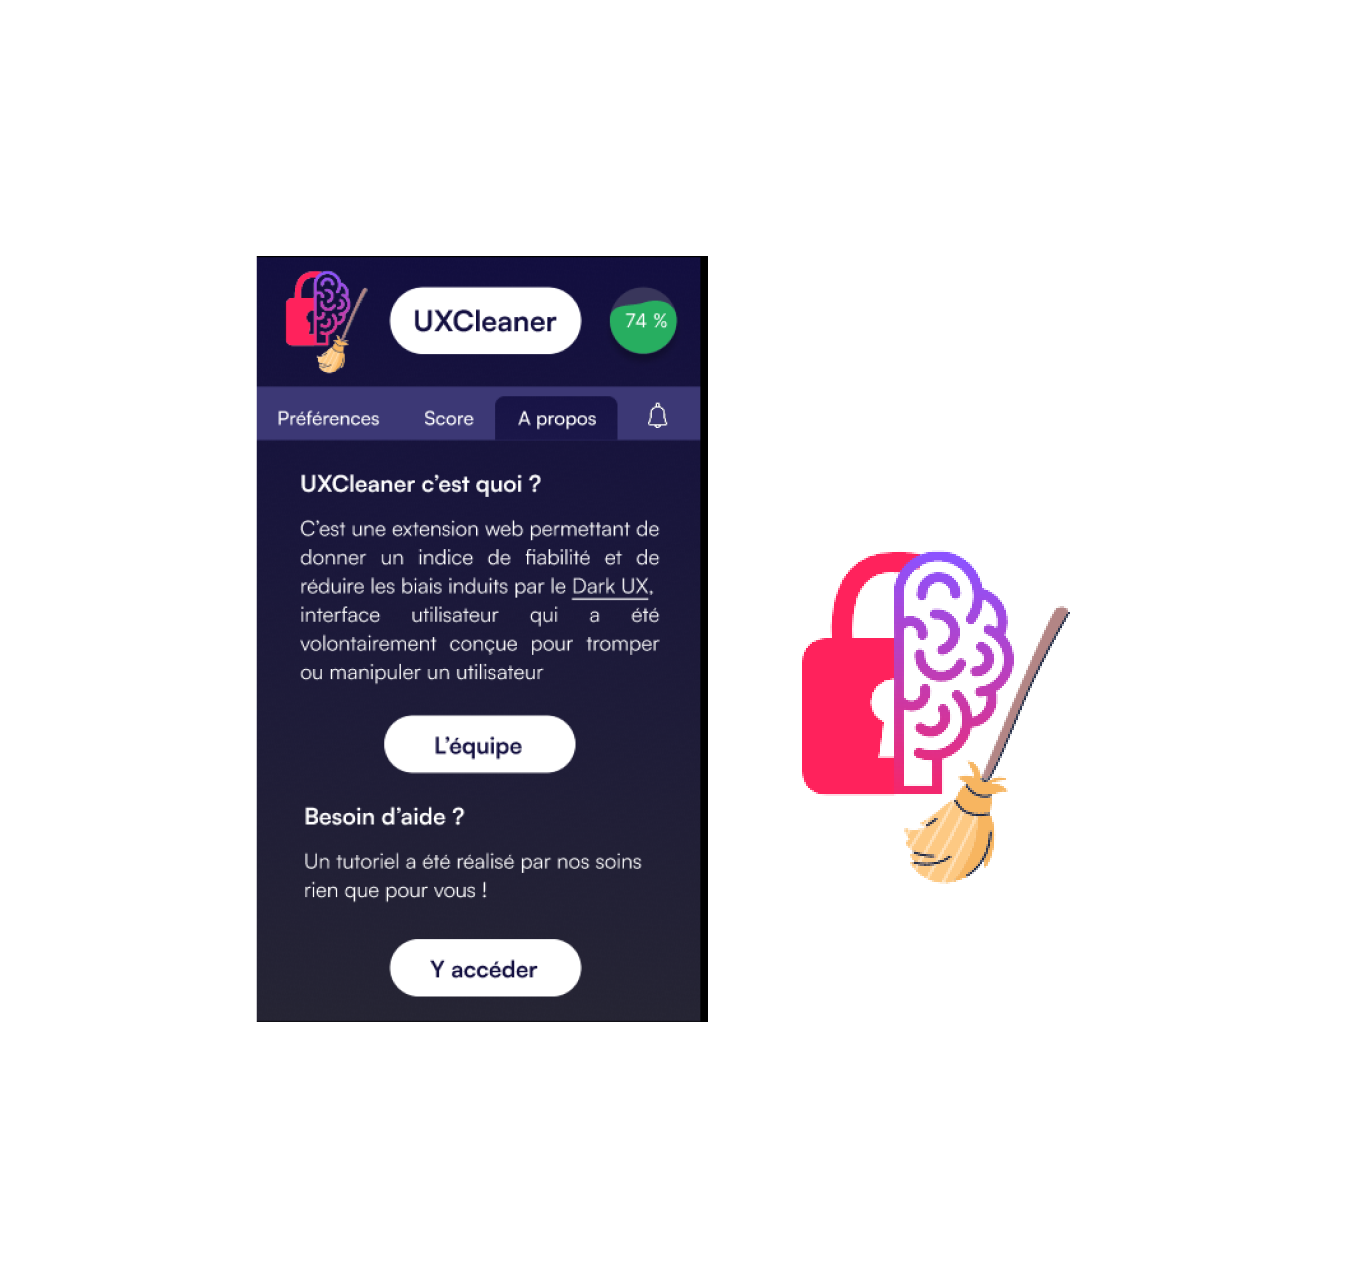 UXCleaner
74 %
Préférences Score A propos
UXCleaner c’est quoi ?
C’est une extension web permettant de
donner un indice de fiabilité et de
réduire les biais induits par le Dark UX,
interface utilisateur qui a été
volontairement conçue pour tromper
ou manipuler un utilisateur
L’équipe
Besoin d’aide ?
Un tutoriel a été réalisé par nos soins
rien que pour vous !
Y accéder